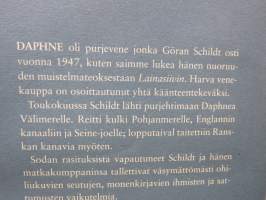 DAPHNE oli purjevene jonka Göran Schildt osti
vuonna 1947, kuten saimme lukea hänen nuoruu-
den muistelmateoksestaan Lainasiivin. Harva vene-
kauppa on osoittautunut yhtä käänteentekeväksi.
Toukokuussa Schildt lähti purjehtimaan Daphnea
Välimerelle. Reitti kulki Pohjanmerelle, Englannin
kanaaliin ja Seine-joelle; lopputaival taitettiin Rans-
kan kanavia myöten.
Sodan rasituksista vapautuneet Schildt ja hänen
matkakumppaninsa tallettivat väsymättömästi ohi-
liukuvien seutujen, monenkirjavien ihmisten ja sat-
tumusten vaikutelmia.